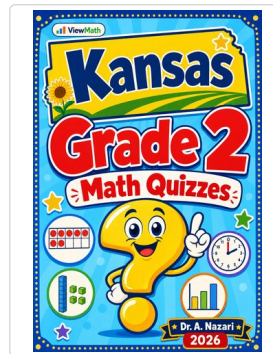 ViewMath
Kansas
Grade 2
Math Quizzes
Dr. A. Nazari
2026